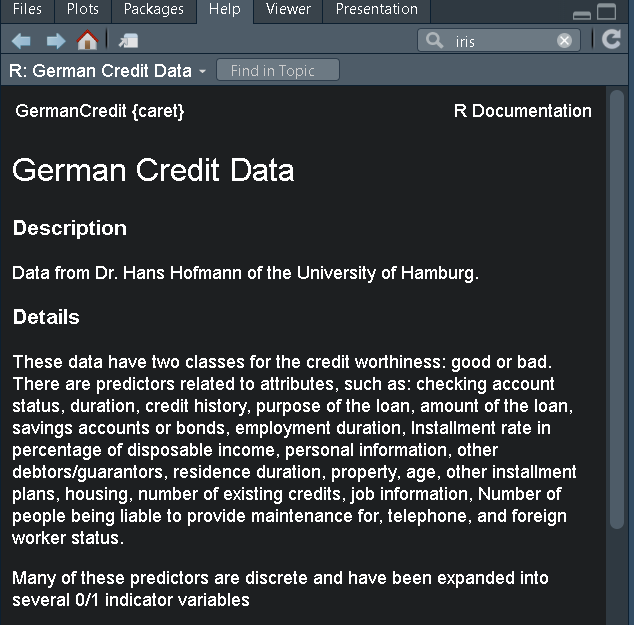 Files Plots Packages Help Viewer Presentation
iris
R: German Credit Data Find in Topic
GermanCredit {caret} R Documentation
German Credit Data
Description
Data from Dr. Hans Hofmann of the University of Hamburg.
Details
These data have two classes for the credit worthiness: good or bad.
There are predictors related to attributes, such as: checking account
status, duration, credit history, purpose of the loan, amount of the loan,
savings accounts or bonds, employment duration, Installment rate in
percentage of disposable income, personal information, other
debtors/guarantors, residence duration, property, age, other installment
plans, housing, number of existing credits, job information, Number of
people being liable to provide maintenance for, telephone, and foreign
worker status.
Many of these predictors are discrete and have been expanded into
several 0/1 indicator variables